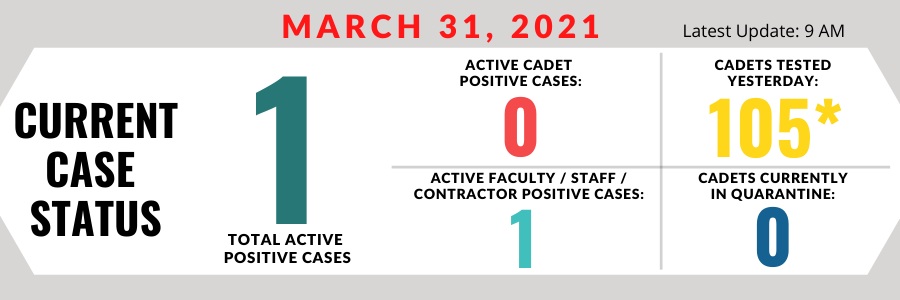 MARCH 31, 2021
Latest Update: 9 AM
CURRENT
CASE
STATUS
1
TOTAL ACTIVE
POSITIVE CASES
ACTIVE CADET
POSITIVE CASES:
0
CADETS TESTED
YESTERDAY:
105*
ACTIVE FACULTY / STAFF /
CONTRACTOR POSITIVE CASES:
1
CADETS CURRENTLY
IN QUARANTINE:
0